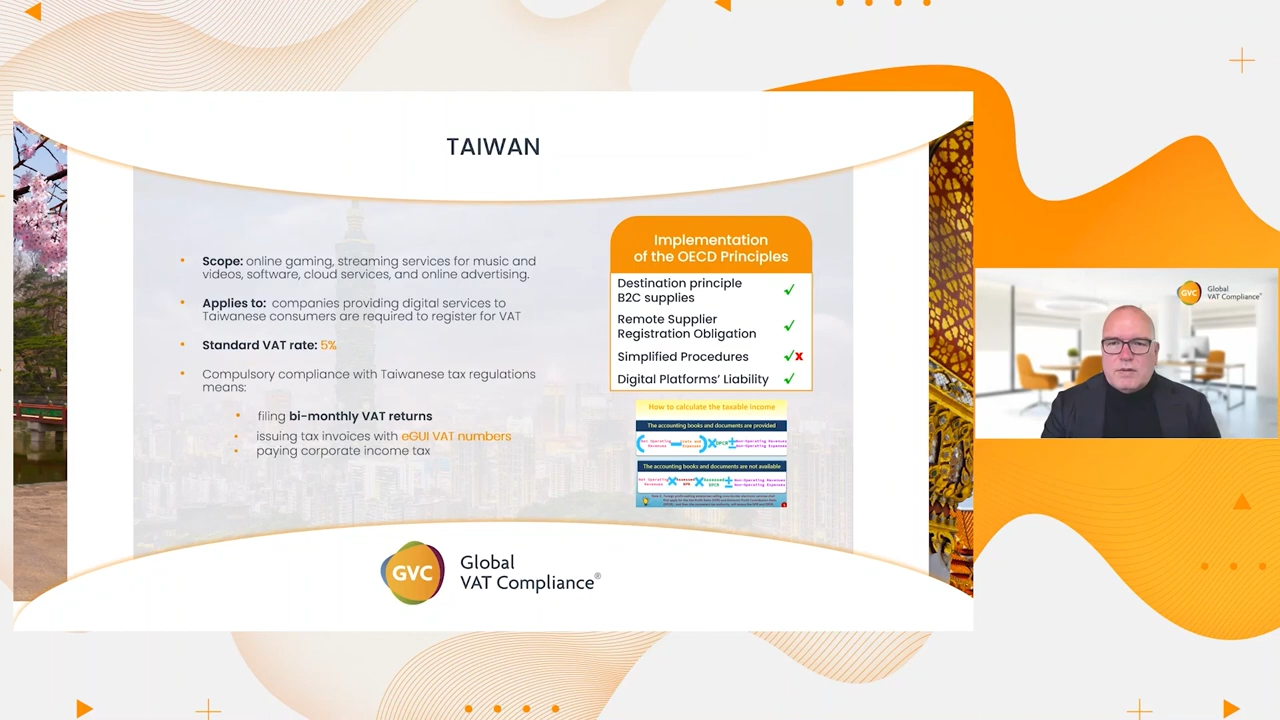 TAIWAN
• Scope: online gaming, streaming services for music and
videos, software, cloud services, and online advertising.
• Applies to: companies providing digital services to
Taiwanese consumers are required to register for VAT
• Standard VAT rate: 5%
• Compulsory compliance with Taiwanese tax regulations
means:
• filing bi-monthly VAT returns
• issuing tax invoices with eGUI VAT numbers
• paying corporate income tax
Implementation
of the OECD Principles
Destination principle
B2C supplies ✓
Remote Supplier
Registration Obligation ✓
Simplified Procedures ✓x
Digital Platforms' Liability ✓
How to calculate the taxable income
The accounting books and documents are provided
The accounting books and documents are not available
GVC
Global
VAT Compliance®
GVC
Global
VAT Compliance®